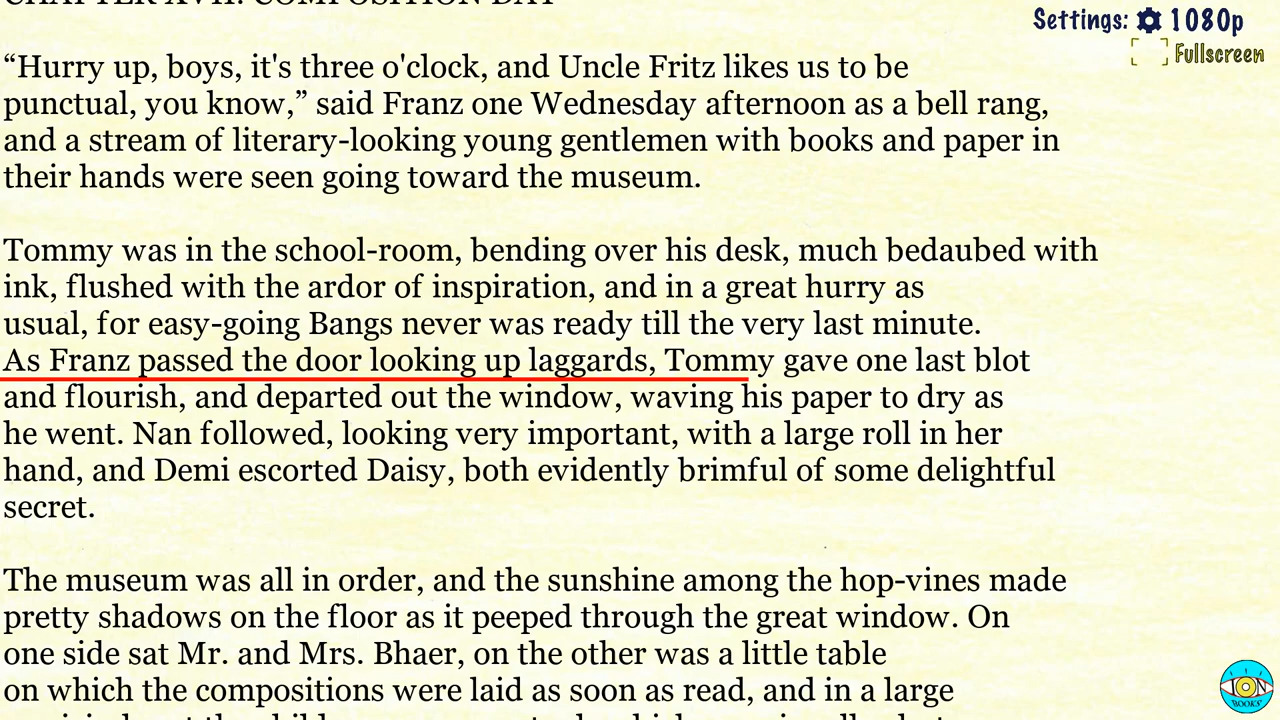 CHAPTER XVII. COMPOSITION DAY
Settings: 1080p
Fullscreen
“Hurry up, boys, it's three o'clock, and Uncle Fritz likes us to be
punctual, you know,” said Franz one Wednesday afternoon as a bell rang,
and a stream of literary-looking young gentlemen with books and paper in
their hands were seen going toward the museum.
Tommy was in the school-room, bending over his desk, much bedaubed with
ink, flushed with the ardor of inspiration, and in a great hurry as
usual, for easy-going Bangs never was ready till the very last minute.
As Franz passed the door looking up laggards, Tommy gave one last blot
and flourish, and departed out the window, waving his paper to dry as
he went. Nan followed, looking very important, with a large roll in her
hand, and Demi escorted Daisy, both evidently brimful of some delightful
secret.
The museum was all in order, and the sunshine among the hop-vines made
pretty shadows on the floor as it peeped through the great window. On
one side sat Mr. and Mrs. Bhaer, on the other was a little table
on which the compositions were laid as soon as read, and in a large
ION
BOOKS